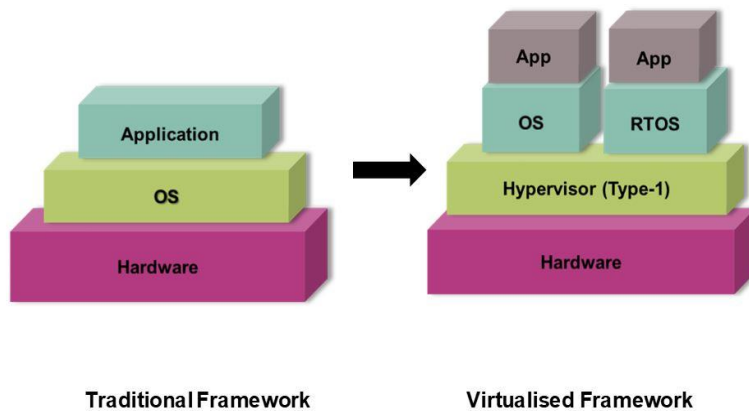 Application
OS
Hardware
Traditional Framework
App
App
OS
RTOS
Hypervisor (Type-1)
Hardware
Virtualised Framework